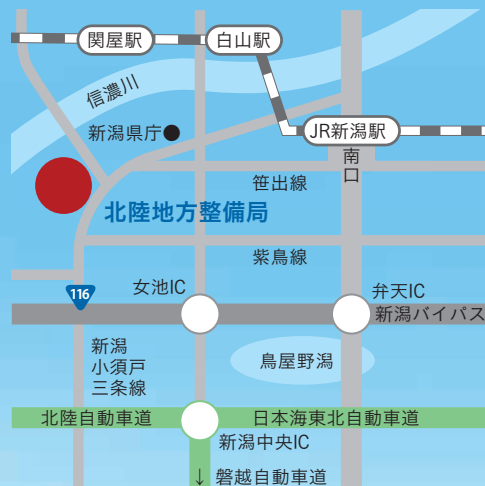 関屋駅
白山駅
信濃川
新潟県庁
JR新潟駅
南口
笹出線
北陸地方整備局
紫鳥線
116
女池IC
弁天IC
新潟バイパス
新潟
小須戸
三条線
鳥屋野潟
北陸自動車道
日本海東北自動車道
新潟中央IC
↓ 磐越自動車道